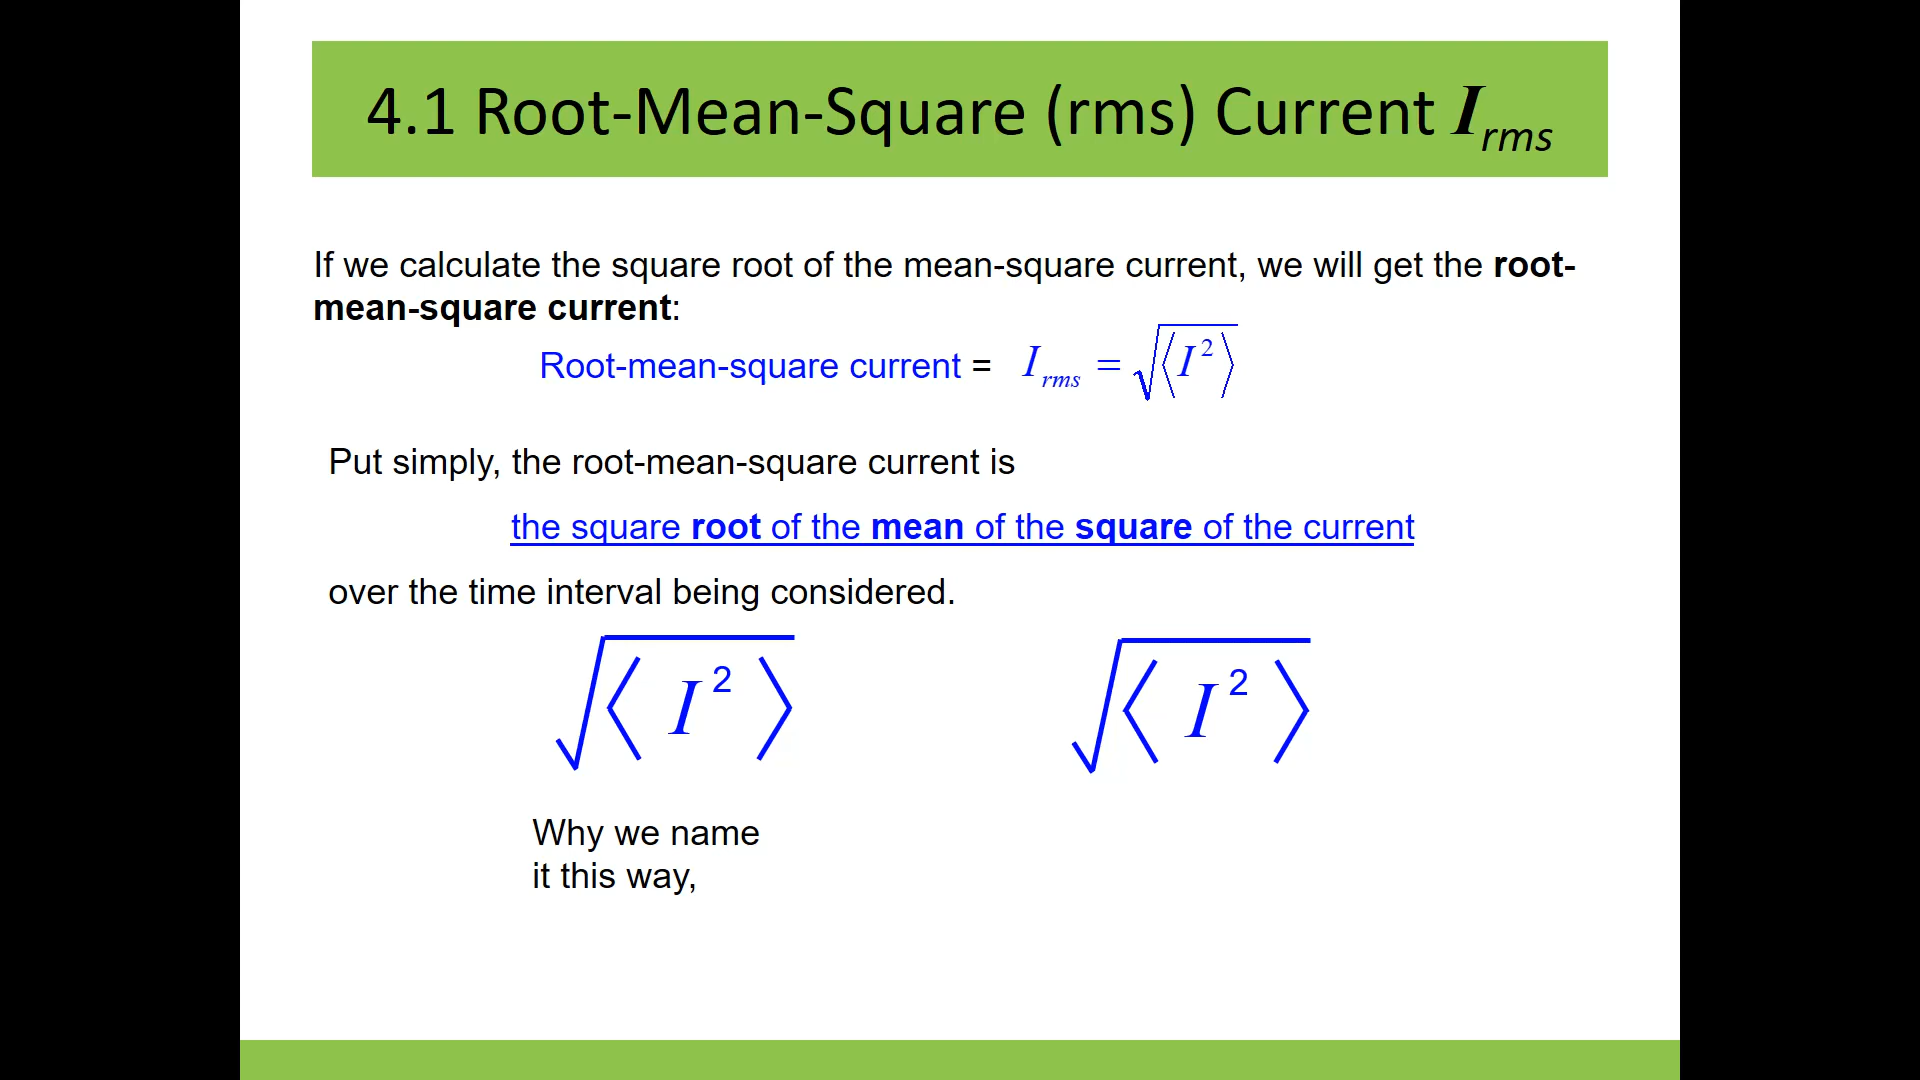 4.1 Root-Mean-Square (rms) Current I_rms
If we calculate the square root of the mean-square current, we will get the root-
mean-square current:
Root-mean-square current = I_rms = √⟨I²⟩
Put simply, the root-mean-square current is
the square root of the mean of the square of the current
over the time interval being considered.
√⟨I²⟩ √⟨I²⟩
Why we name
it this way,